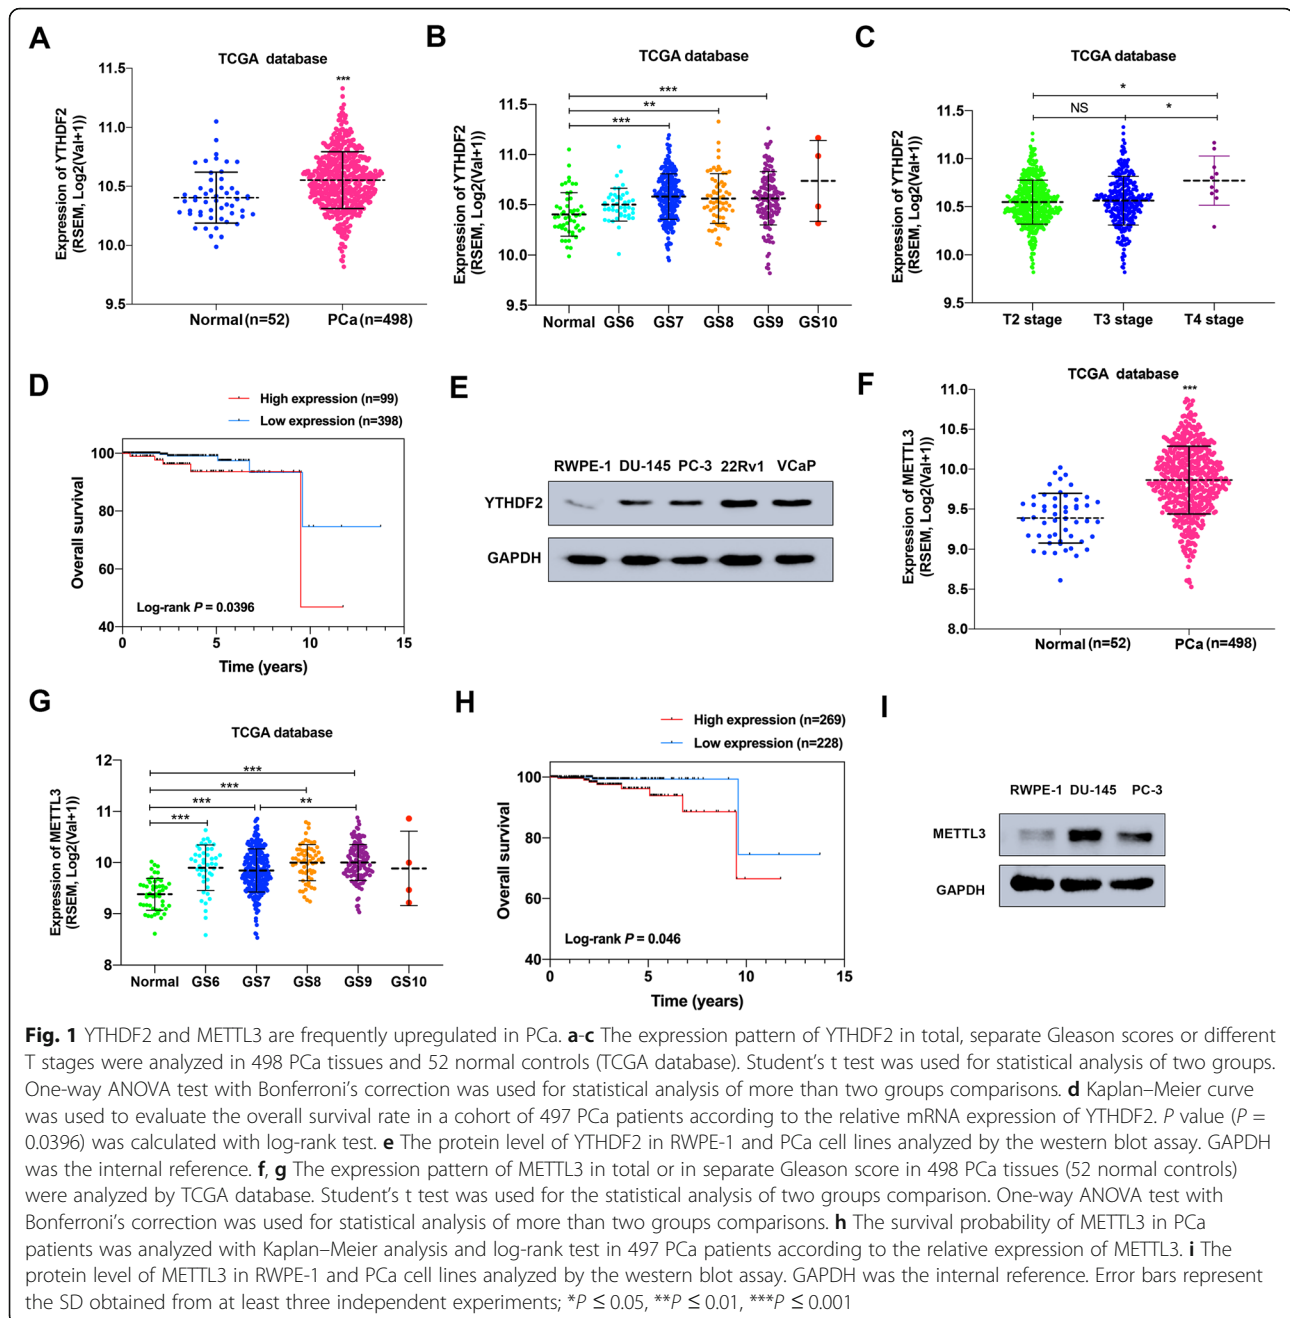 A
TCGA database
***
Expression of YTHDF2
(RSEM, Log2(Val+1))
11.5
11.0
10.5
10.0
9.5
Normal (n=52)
PCa (n=498)
B
TCGA database
***
**
***
Expression of YTHDF2
(RSEM, Log2(Val+1))
11.5
11.0
10.5
10.0
9.5
Normal GS6 GS7 GS8 GS9 GS10
C
TCGA database
*
NS
*
Expression of YTHDF2
(RSEM, Log2(Val+1))
11.5
11.0
10.5
10.0
9.5
T2 stage T3 stage T4 stage
D
High expression (n=99)
Low expression (n=398)
Overall survival
100
80
60
40
Log-rank P = 0.0396
0 5 10 15
Time (years)
E
RWPE-1 DU-145 PC-3 22Rv1 VCaP
YTHDF2
GAPDH
F
TCGA database
***
Expression of METTL3
(RSEM, Log2(Val+1))
11.0
10.5
10.0
9.5
9.0
8.5
8.0
Normal (n=52)
PCa (n=498)
G
TCGA database
***
***
***
**
***
Expression of METTL3
(RSEM, Log2(Val+1))
12
11
10
9
8
Normal GS6 GS7 GS8 GS9 GS10
H
High expression (n=269)
Low expression (n=228)
Overall survival
100
80
60
40
Log-rank P = 0.046
0 5 10 15
Time (years)
I
RWPE-1 DU-145 PC-3
METTL3
GAPDH
Fig. 1 YTHDF2 and METTL3 are frequently upregulated in PCa. a-c The expression pattern of YTHDF2 in total, separate Gleason scores or different
T stages were analyzed in 498 PCa tissues and 52 normal controls (TCGA database). Student's t test was used for statistical analysis of two groups.
One-way ANOVA test with Bonferroni's correction was used for statistical analysis of more than two groups comparisons. d Kaplan–Meier curve
was used to evaluate the overall survival rate in a cohort of 497 PCa patients according to the relative mRNA expression of YTHDF2. P value (P =
0.0396) was calculated with log-rank test. e The protein level of YTHDF2 in RWPE-1 and PCa cell lines analyzed by the western blot assay. GAPDH
was the internal reference. f, g The expression pattern of METTL3 in total or in separate Gleason score in 498 PCa tissues (52 normal controls)
were analyzed by TCGA database. Student's t test was used for the statistical analysis of two groups comparison. One-way ANOVA test with
Bonferroni's correction was used for statistical analysis of more than two groups comparisons. h The survival probability of METTL3 in PCa
patients was analyzed with Kaplan–Meier analysis and log-rank test in 497 PCa patients according to the relative expression of METTL3. i The
protein level of METTL3 in RWPE-1 and PCa cell lines analyzed by the western blot assay. GAPDH was the internal reference. Error bars represent
the SD obtained from at least three independent experiments; *P ≤ 0.05, **P ≤ 0.01, ***P ≤ 0.001